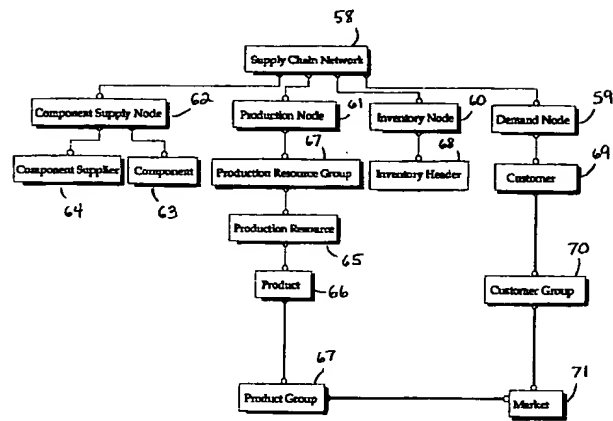 58
Supply Chain Network
62
61
60
59
Component Supply Node
Production Node
Inventory Node
Demand Node
67
68
69
Component Supplier
Component
Production Resource Group
Inventory Header
Customer
64
63
Production Resource
65
70
Product
66
Customer Group
67
71
Product Group
Market